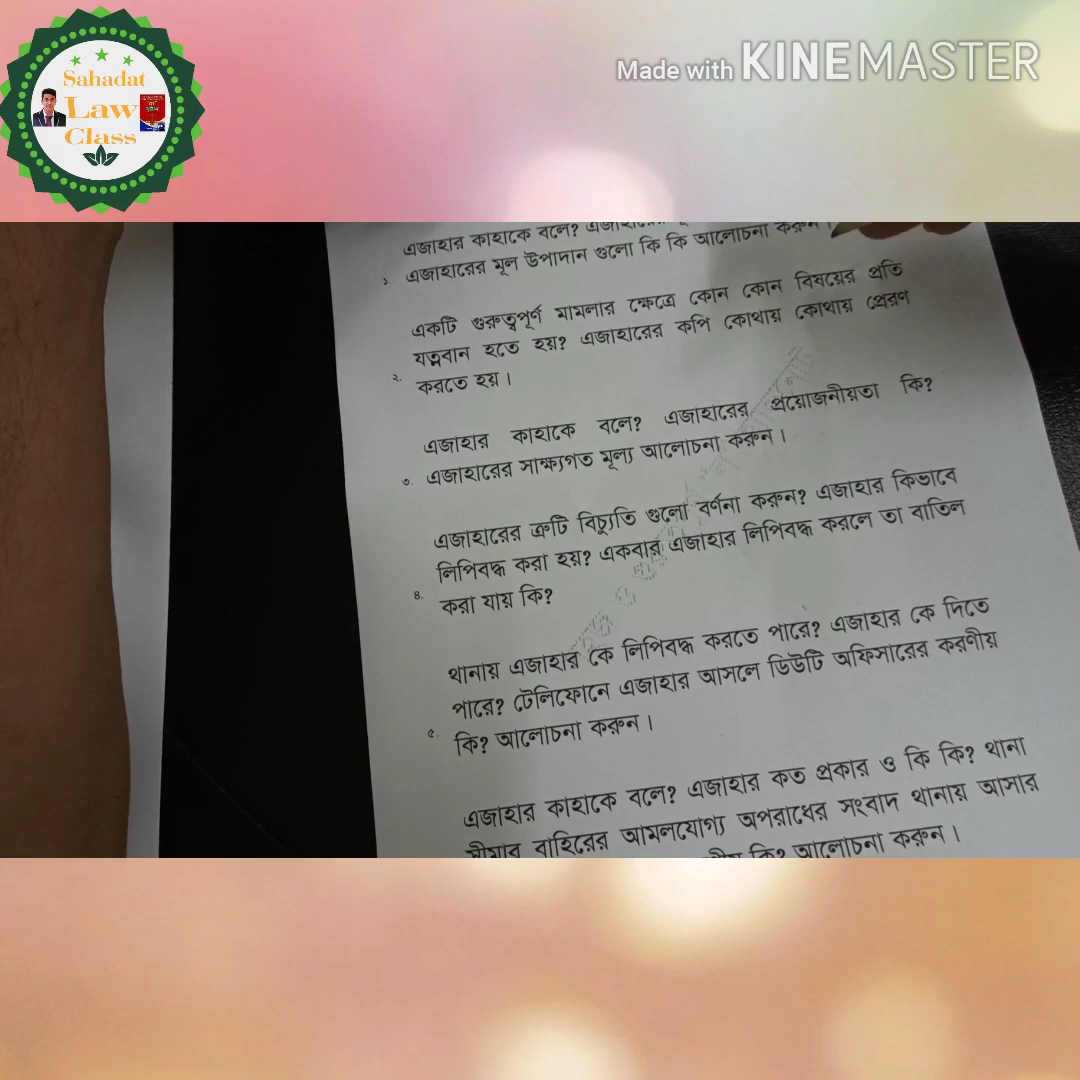 Sahadat
Law
Class
Made with KINEMASTER
এজাহার কাহাকে বলে?
১. এজাহারের মূল উপাদান গুলো কি কি আলোচনা করুন।
একটি গুরুত্বপূর্ণ মামলার ক্ষেত্রে কোন কোন বিষয়ের প্রতি
যত্নবান হতে হয়? এজাহারের কপি কোথায় কোথায় প্রেরণ
২. করতে হয়।
এজাহার কাহাকে বলে? এজাহারের প্রয়োজনীয়তা কি?
৩. এজাহারের সাক্ষ্যগত মূল্য আলোচনা করুন।
এজাহারের ত্রুটি বিচ্যুতি গুলো বর্ণনা করুন? এজাহার কিভাবে
লিপিবদ্ধ করা হয়? একবার এজাহার লিপিবদ্ধ করলে তা বাতিল
৪. করা যায় কি?
থানায় এজাহার কে লিপিবদ্ধ করতে পারে? এজাহার কে দিতে
পারে? টেলিফোনে এজাহার আসলে ডিউটি অফিসারের করণীয়
৫. কি? আলোচনা করুন।
এজাহার কাহাকে বলে? এজাহার কত প্রকার ও কি কি? থানা
সীমার বাহিরের আমলযোগ্য অপরাধের সংবাদ থানায় আসার
কি? আলোচনা করুন।